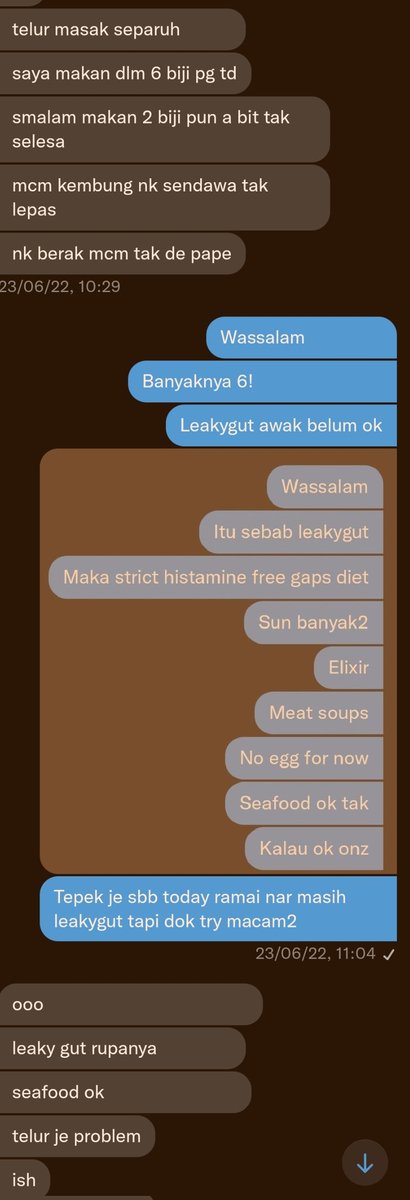 telur masak separuh
saya makan dlm 6 biji pg td
smalam makan 2 biji pun a bit tak
selesa
mcm kembung nk sendawa tak
lepas
nk berak mcm tak de pape
23/06/22, 10:29
Wassalam
Banyaknya 6!
Leakygut awak belum ok
Wassalam
Itu sebab leakygut
Maka strict histamine free gaps diet
Sun banyak2
Elixir
Meat soups
No egg for now
Seafood ok tak
Kalau ok onz
Tepek je sbb today ramai nar masih
leakygut tapi dok try macam2
23/06/22, 11:04
ooo
leaky gut rupanya
seafood ok
telur je problem
ish